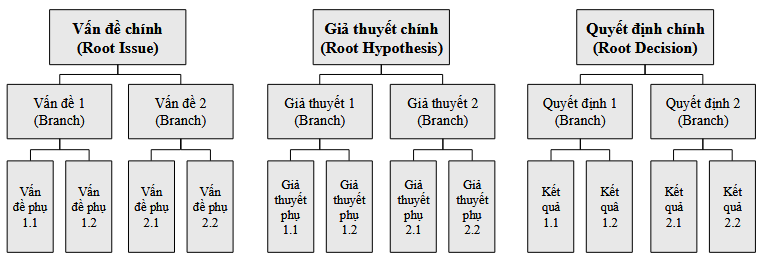 Vấn đề chính
(Root Issue)
Vấn đề 1
(Branch)
Vấn đề 2
(Branch)
Vấn
đề phụ
1.1
Vấn
đề phụ
1.2
Vấn
đề phụ
2.1
Vấn
đề phụ
2.2
Giả thuyết chính
(Root Hypothesis)
Giả thuyết 1
(Branch)
Giả thuyết 2
(Branch)
Giả
thuyết
phụ
1.1
Giả
thuyết
phụ
1.2
Giả
thuyết
phụ
2.1
Giả
thuyết
phụ
2.2
Quyết định chính
(Root Decision)
Quyết định 1
(Branch)
Quyết định 2
(Branch)
Kết
quả
1.1
Kết
quả
1.2
Kết
quả
2.1
Kết
quả
2.2